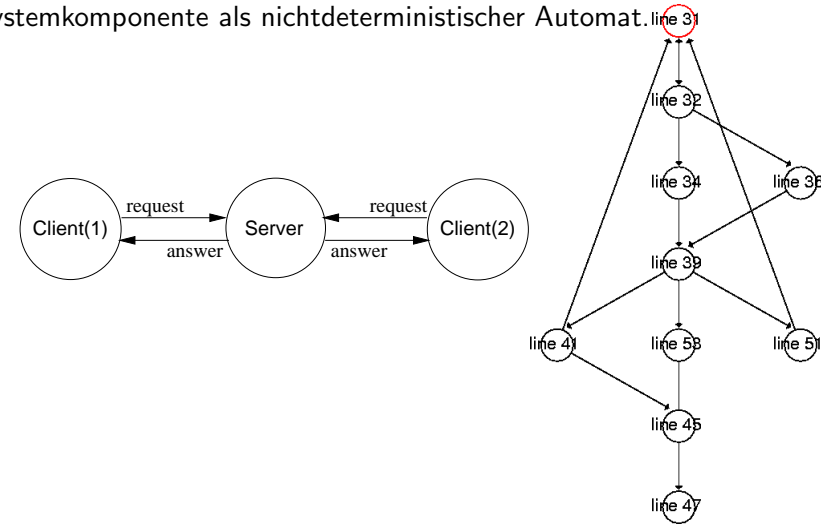 ystemkomponente als nichtdeterministischer Automat.
line 31
line 32
line 34
line 36
line 39
line 41
line 53
line 51
line 45
line 47
Client(1)
request
answer
Server
request
answer
Client(2)